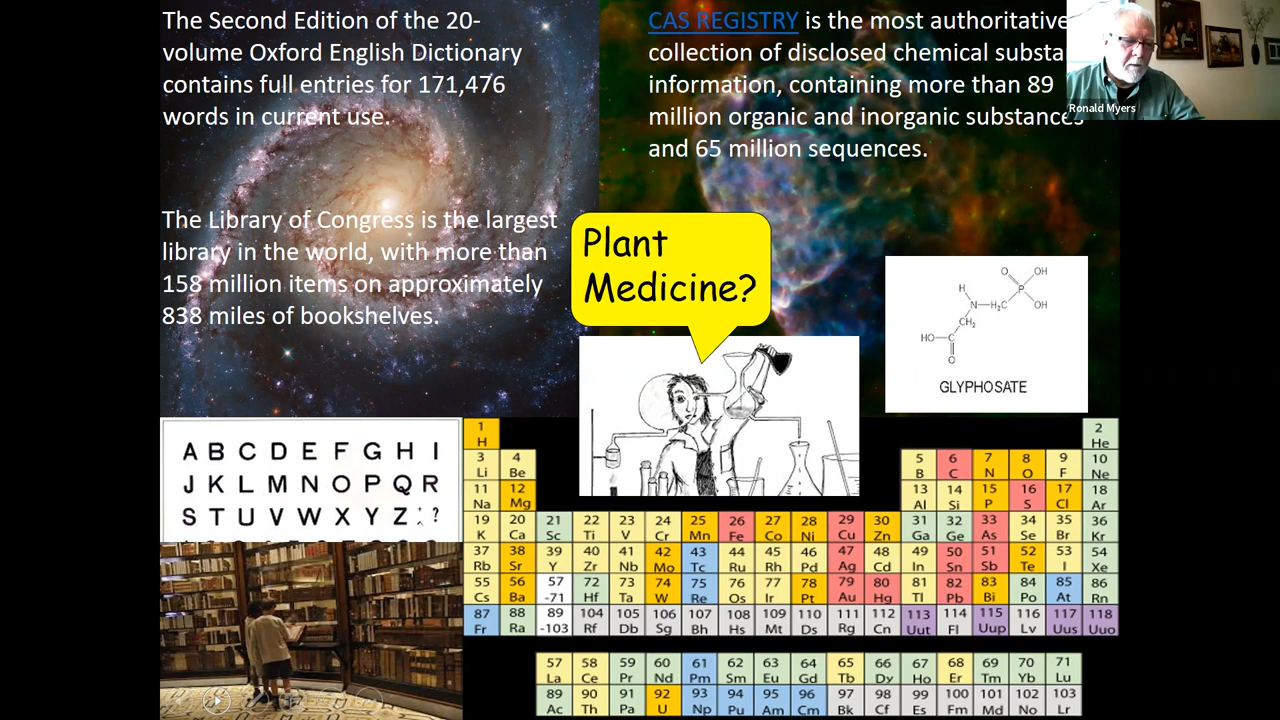 The Second Edition of the 20-
volume Oxford English Dictionary
contains full entries for 171,476
words in current use.
The Library of Congress is the largest
library in the world, with more than
158 million items on approximately
838 miles of bookshelves.
CAS REGISTRY is the most authoritative
collection of disclosed chemical substa
information, containing more than 89
million organic and inorganic substances
and 65 million sequences.
Ronald Myers
Plant
Medicine?
O OH
H P
N H₂C OH
CH₂
HO C
O
GLYPHOSATE
A B C D E F G H I
J K L M N O P Q R
S T U V W X Y Z . ?
1 2
H He
3 4 5 6 7 8 9 10
Li Be B C N O F Ne
11 12 13 14 15 16 17 18
Na Mg Al Si P S Cl Ar
19 20 21 22 23 24 25 26 27 28 29 30 31 32 33 34 35 36
K Ca Sc Ti V Cr Mn Fe Co Ni Cu Zn Ga Ge As Se Br Kr
37 38 39 40 41 42 43 44 45 46 47 48 49 50 51 52 53 54
Rb Sr Y Zr Nb Mo Tc Ru Rh Pd Ag Cd In Sn Sb Te I Xe
55 56 57 72 73 74 75 76 77 78 79 80 81 82 83 84 85 86
Cs Ba -71 Hf Ta W Re Os Ir Pt Au Hg Tl Pb Bi Po At Rn
87 88 89 104 105 106 107 108 109 110 111 112 113 114 115 116 117 118
Fr Ra -103 Rf Db Sg Bh Hs Mt Ds Rg Cn Uut Fl Uup Lv Uus Uuo
57 58 59 60 61 62 63 64 65 66 67 68 69 70 71
La Ce Pr Nd Pm Sm Eu Gd Tb Dy Ho Er Tm Yb Lu
89 90 91 92 93 94 95 96 97 98 99 100 101 102 103
Ac Th Pa U Np Pu Am Cm Bk Cf Es Fm Md No Lr